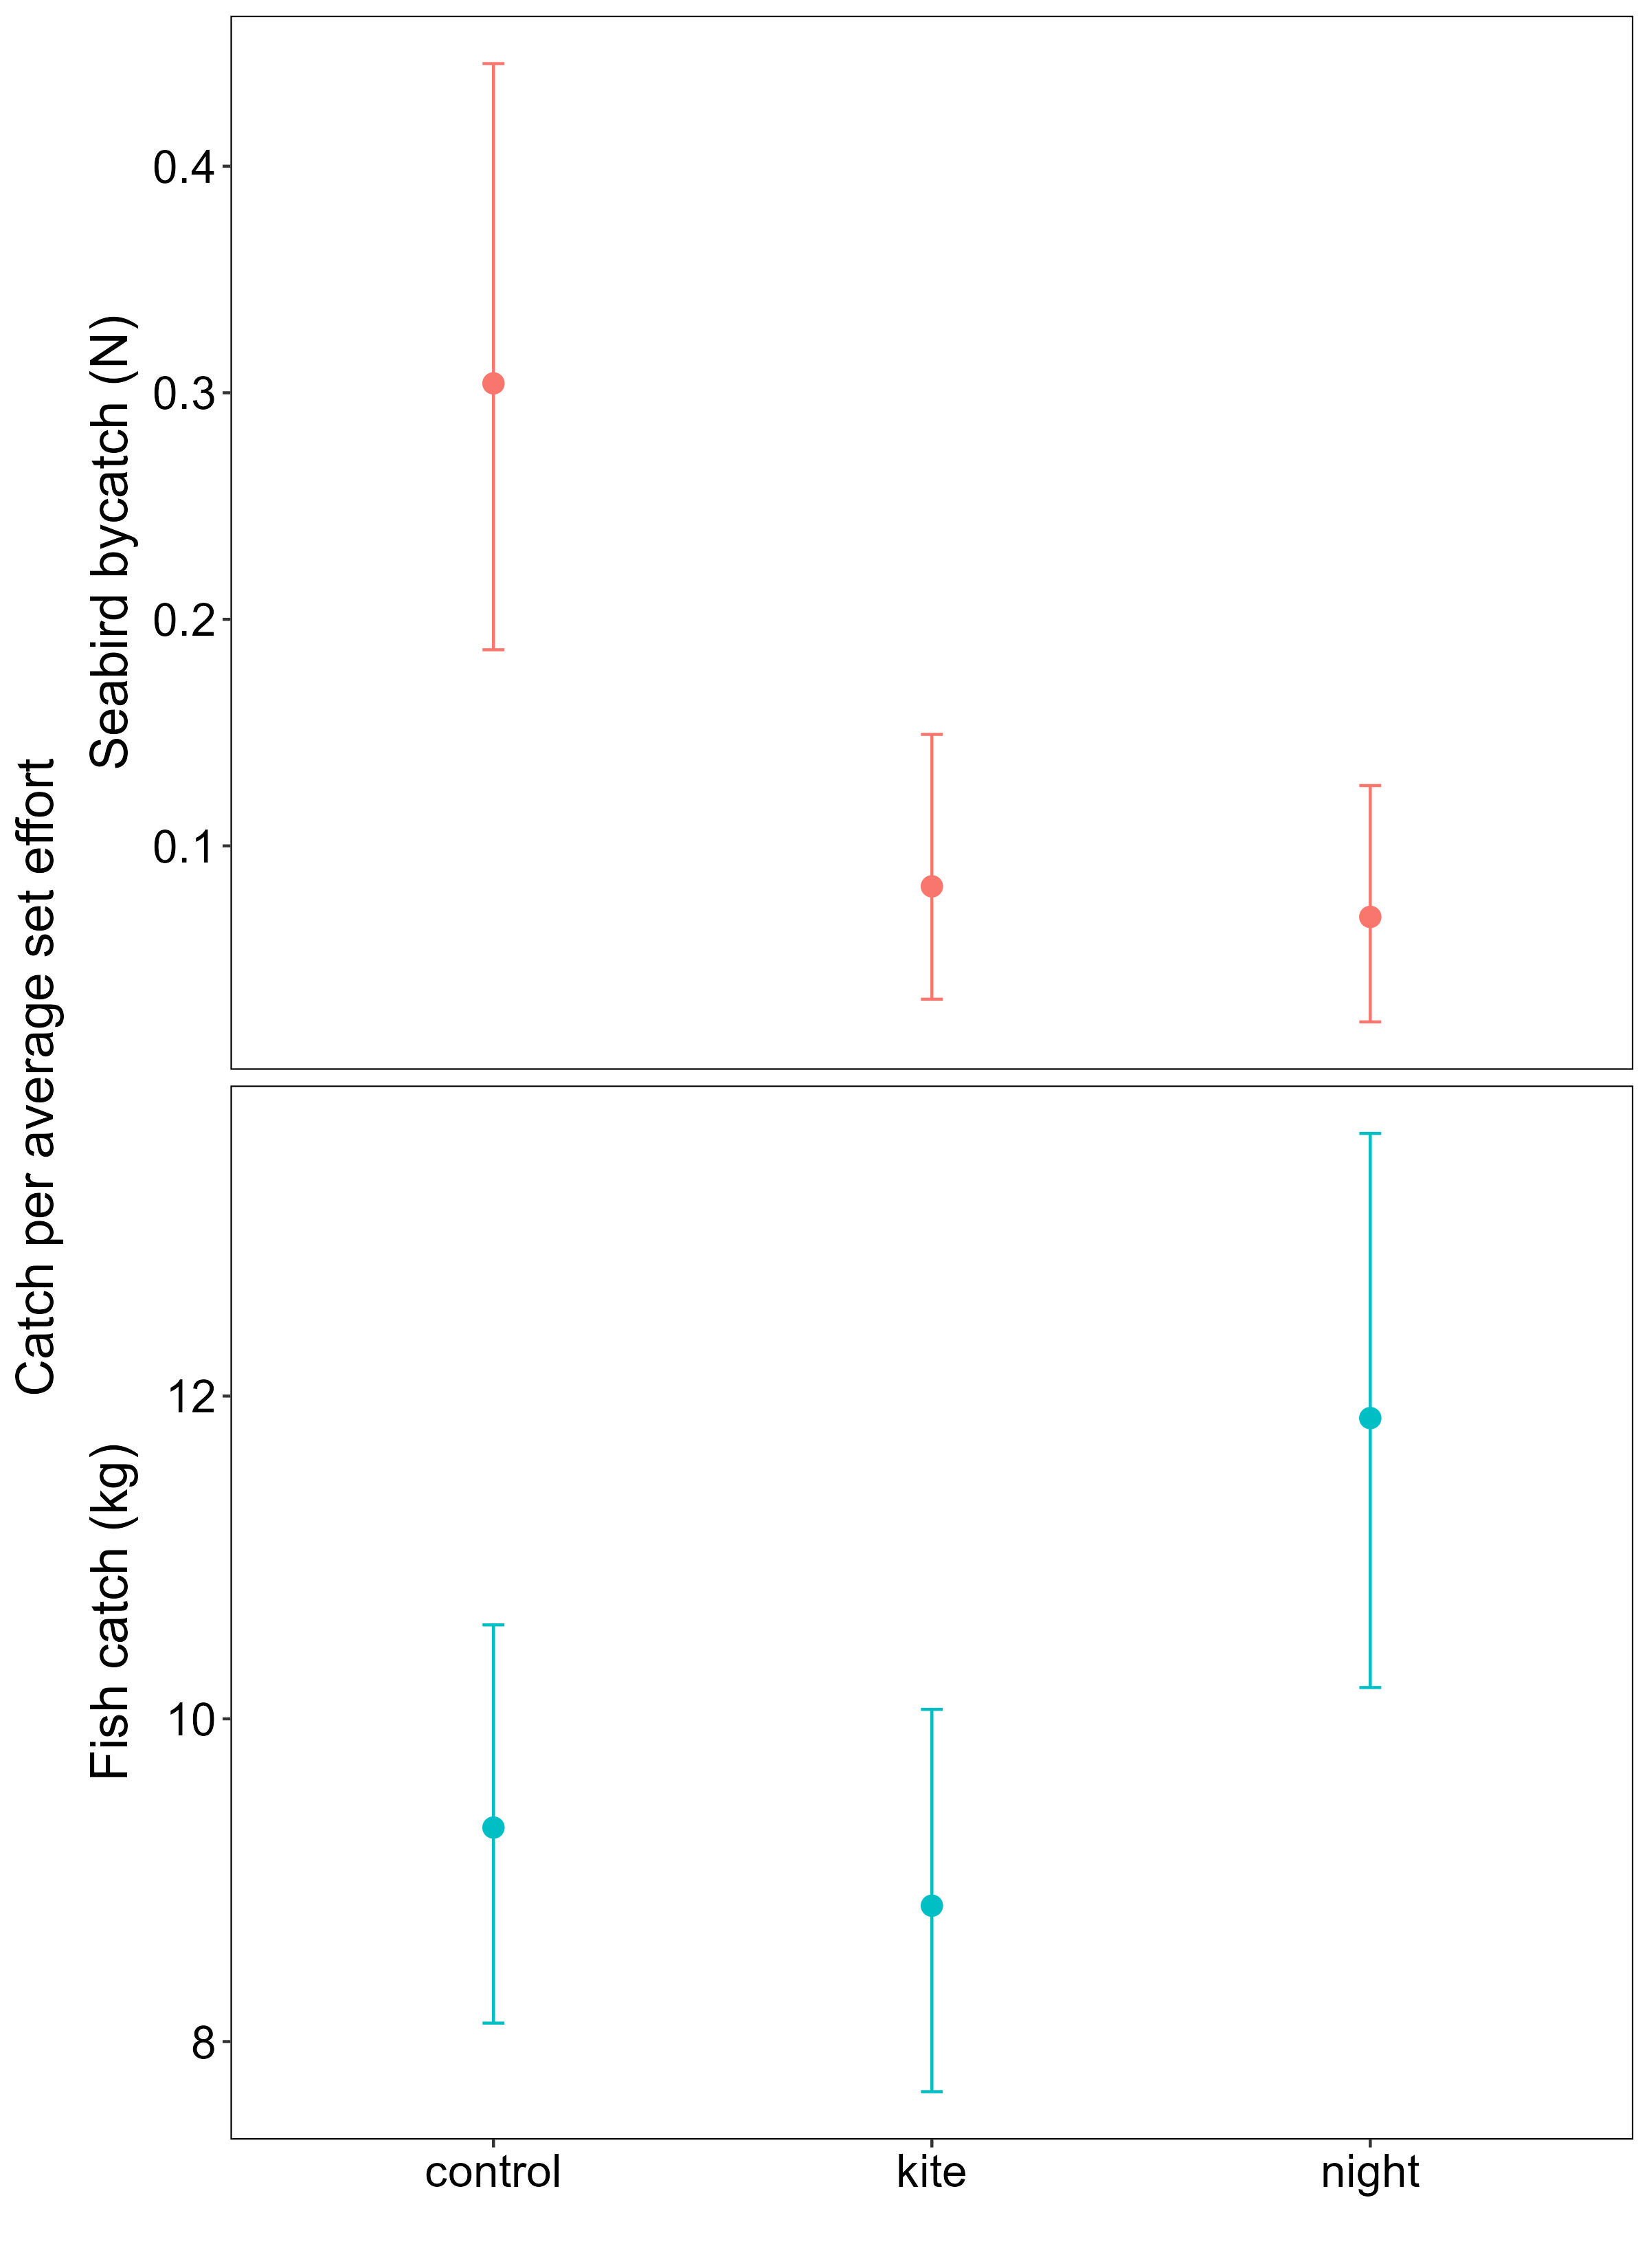 Catch per average set effort
Seabird bycatch (N)
0.4
0.3
0.2
0.1
Fish catch (kg)
12
10
8
control kite night